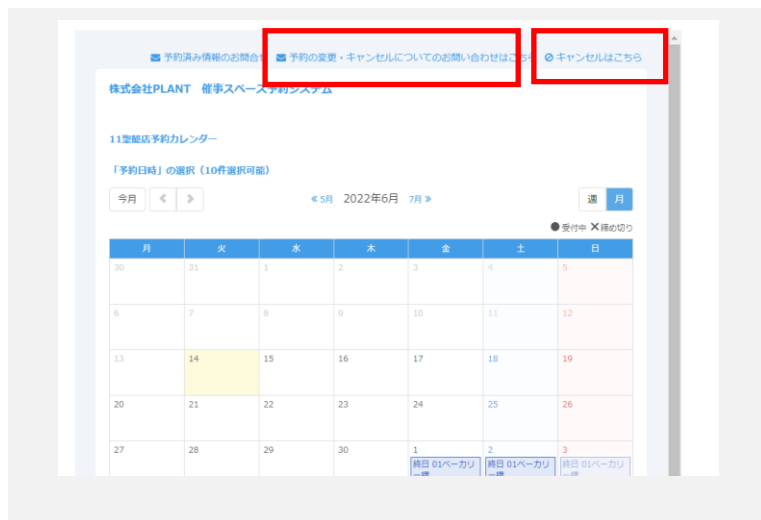 予約済み情報のお問合せ 予約の変更・キャンセルについてのお問い合わせはこちら キャンセルはこちら
株式会社PLANT 催事スペース予約システム
11聖籠店予約カレンダー
「予約日時」の選択（10件選択可能）
今月 « 5月 2022年6月 7月 » 週 月
●受付中 ✕締め切り
月 火 水 木 金 土 日
30 31 1 2 3 4 5
6 7 8 9 10 11 12
13 14 15 16 17 18 19
20 21 22 23 24 25 26
27 28 29 30 1 2 3
終日 01ベーカリ 終日 01ベーカリ 終日 01ベーカリ